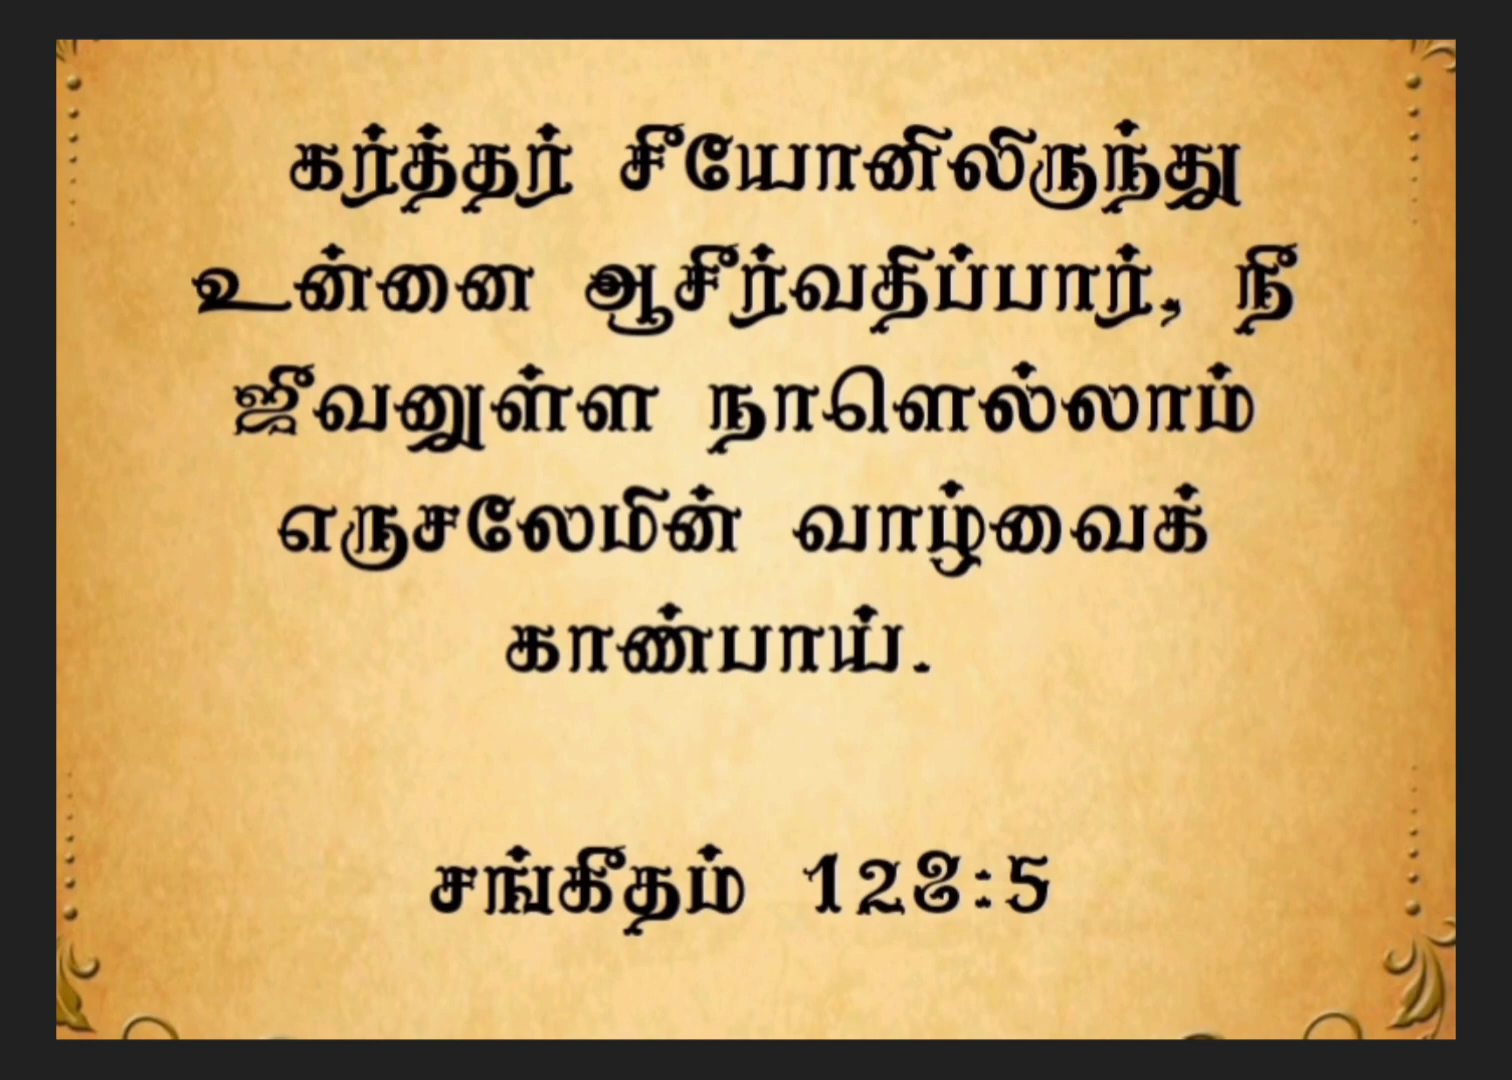 கர்த்தர் சீயோனிலிருந்து
உன்னை ஆசீர்வதிப்பார், நீ
ஜீவனுள்ள நாளெல்லாம்
எருசலேமின் வாழ்வைக்
காண்பாய்.
சங்கீதம் 128:5